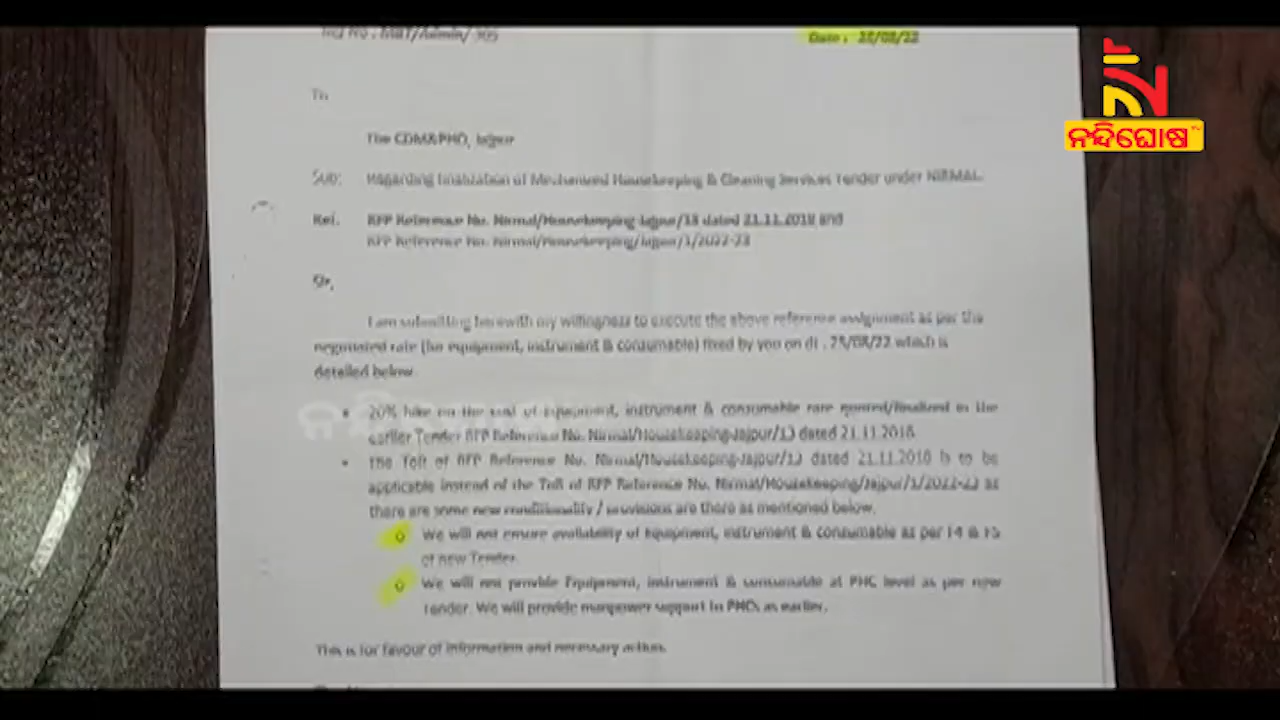 Date : 25/08/22
ନନ୍ଦିଘୋଷ TV
To
The CDM&PHO, Jajpur
Sub: Regarding finalization of Mechanized Housekeeping & Cleaning Services Tender under NIRMAL.
Ref. RFP Reference No. Nirmal/Housekeeping-Jajpur/13 dated 21.11.2018 and
RFP Reference No. Nirmal/Housekeeping/Jajpur/1/2022-23
Sir,
I am submitting herewith my willingness to execute the above reference assignment as per the
negotiated rate (for equipment, instrument & consumable) fixed by you on dt . 25/08/22 which is
detailed below.
20% hike on the cost of Equipment, instrument & consumable rate quoted/finalized in the
earlier Tender RFP Reference No. Nirmal/Housekeeping-Jajpur/13 dated 21.11.2018.
The ToR of RFP Reference No. Nirmal/Housekeeping-Jajpur/13 dated 21.11.2018 is to be
applicable instead of the ToR of RFP Reference No. Nirmal/Housekeeping/Jajpur/1/2022-23 as
there are some new conditionality / provisions are there as mentioned below.
We will not ensure availability of Equipment, instrument & consumable as per
of new Tender.
We will not provide Equipment, instrument & consumable at PHC level as per new
Tender. We will provide manpower support to PHCs as earlier.
This is for favour of information and necessary action.